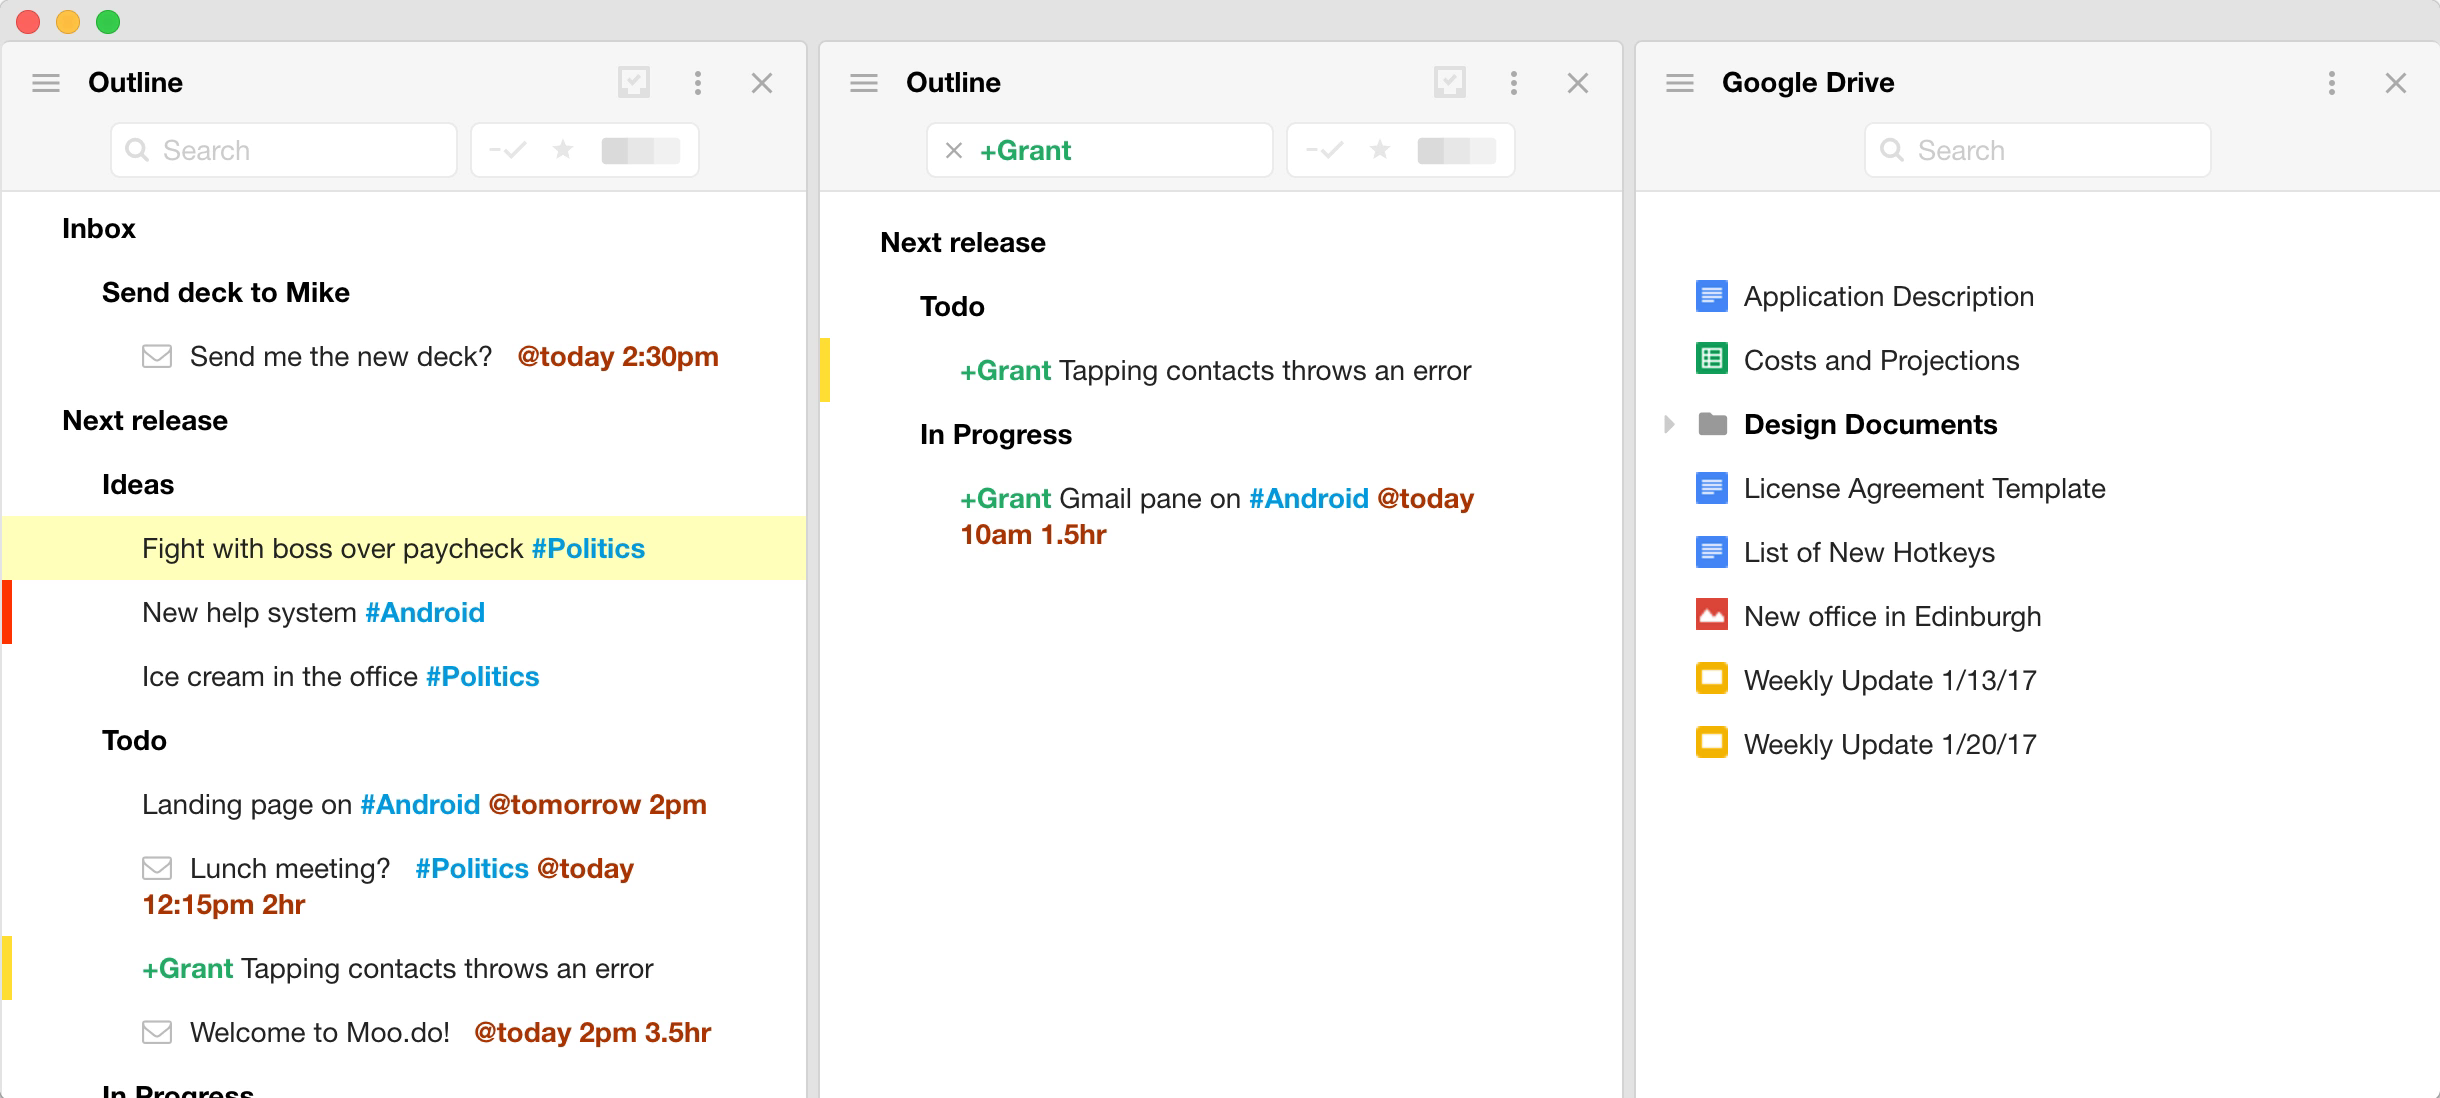 Outline
Search
Inbox
Send deck to Mike
Send me the new deck? @today 2:30pm
Next release
Ideas
Fight with boss over paycheck #Politics
New help system #Android
Ice cream in the office #Politics
Todo
Landing page on #Android @tomorrow 2pm
Lunch meeting? #Politics @today
12:15pm 2hr
+Grant Tapping contacts throws an error
Welcome to Moo.do! @today 2pm 3.5hr
In Progress
Outline
+Grant
Next release
Todo
+Grant Tapping contacts throws an error
In Progress
+Grant Gmail pane on #Android @today
10am 1.5hr
Google Drive
Search
Application Description
Costs and Projections
Design Documents
License Agreement Template
List of New Hotkeys
New office in Edinburgh
Weekly Update 1/13/17
Weekly Update 1/20/17